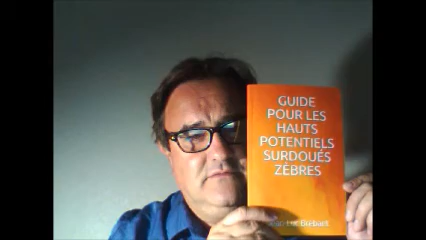 GUIDE
POUR LES
HAUTS
POTENTIELS
SURDOUÉS
ZÈBRES